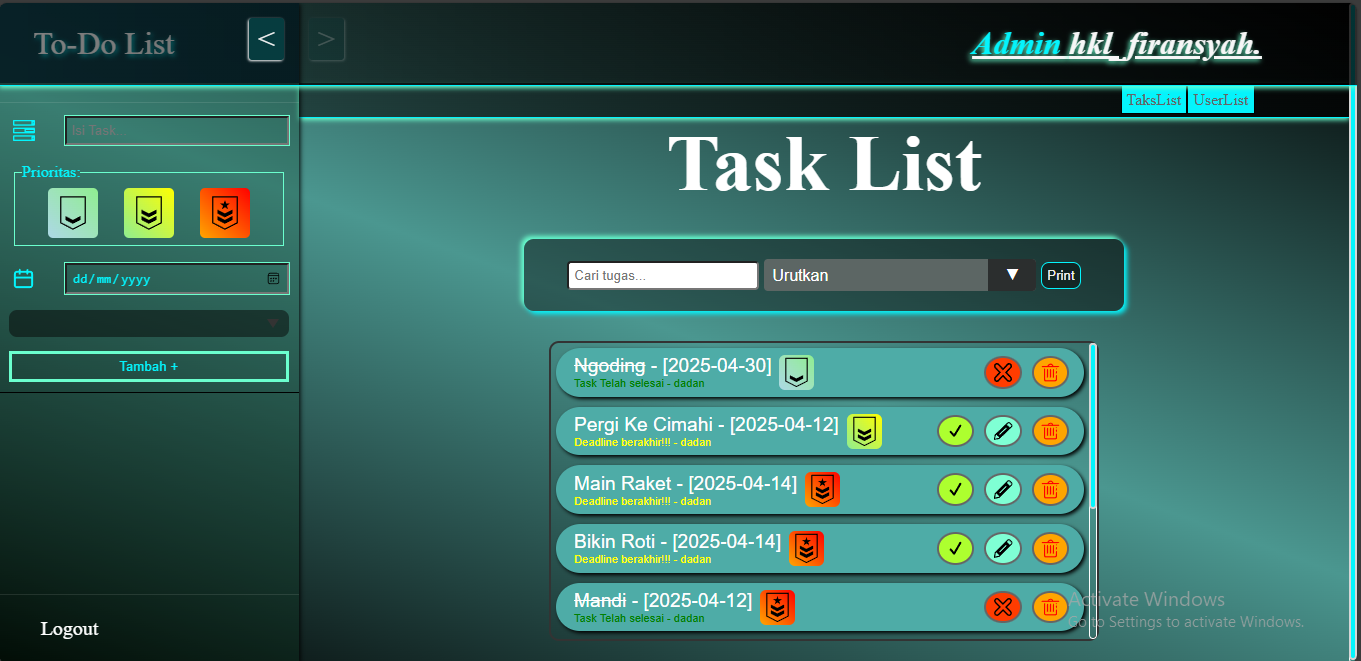 To-Do List
<
>
Admin hkl_firansyah.
TaksList
UserList
Isi Task
Prioritas:
dd/mm/yyyy
Tambah +
Logout
Task List
Cari tugas...
Urutkan
▼
Print
Ngoding - [2025-04-30]
Task Telah selesai - dadan
Pergi Ke Cimahi - [2025-04-12]
Deadline berakhir!!! - dadan
Main Raket - [2025-04-14]
Deadline berakhir!!! - dadan
Bikin Roti - [2025-04-14]
Deadline berakhir!!! - dadan
Mandi - [2025-04-12]
Task Telah selesai - dadan
Activate Windows
Go to Settings to activate Windows.